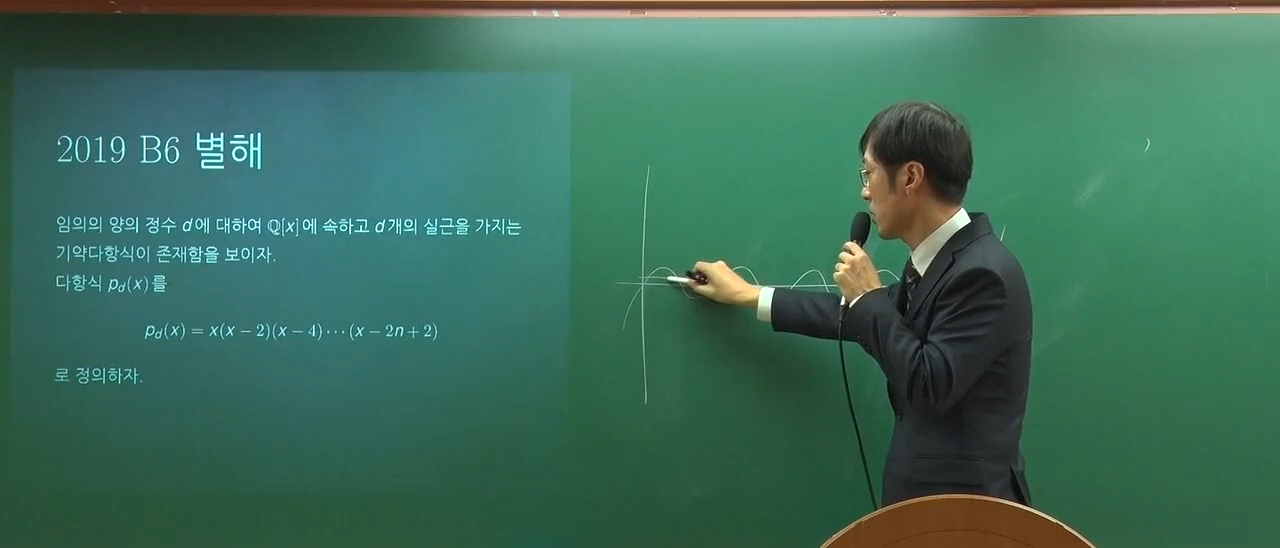 2019 B6 별해
임의의 양의 정수 d에 대하여 ℚ[x]에 속하고 d개의 실근을 가지는
기약다항식이 존재함을 보이자.
다항식 p_d(x)를
p_d(x) = x(x − 2)(x − 4)⋯(x − 2n + 2)
로 정의하자.